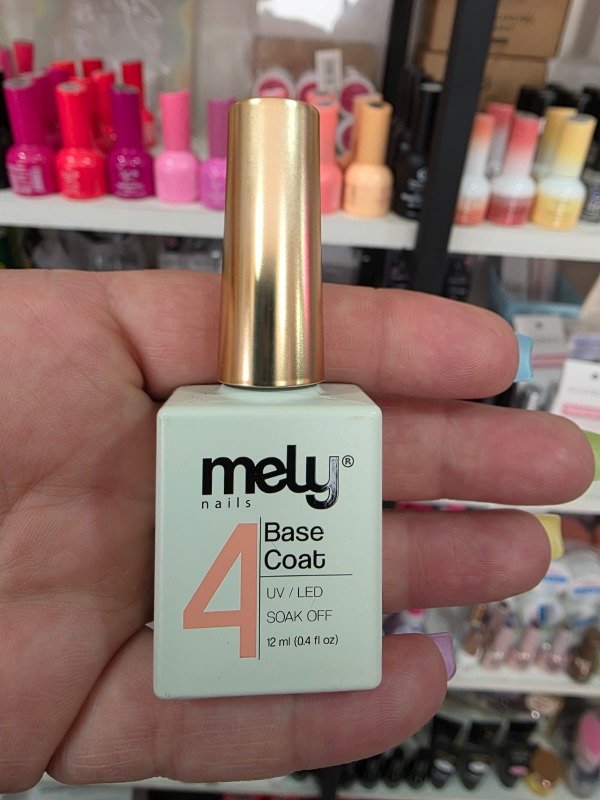 mely®
nails
4
Base
Coat
UV / LED
SOAK OFF
12 ml (0.4 fl oz)